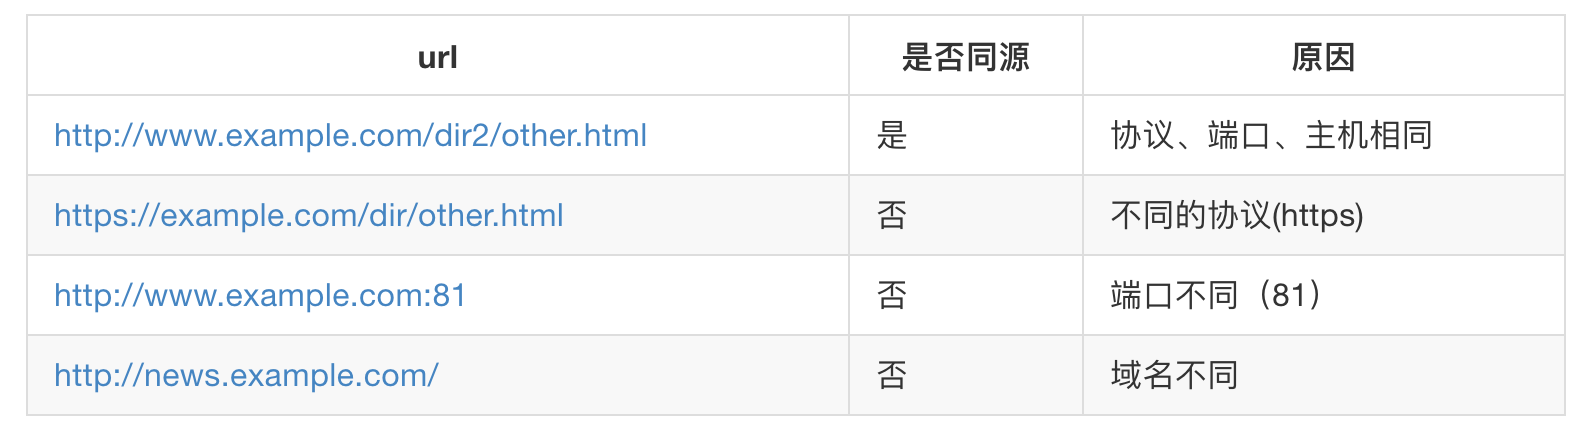 url 是否同源 原因
http://www.example.com/dir2/other.html 是 协议、端口、主机相同
https://example.com/dir/other.html 否 不同的协议(https)
http://www.example.com:81 否 端口不同（81）
http://news.example.com/ 否 域名不同